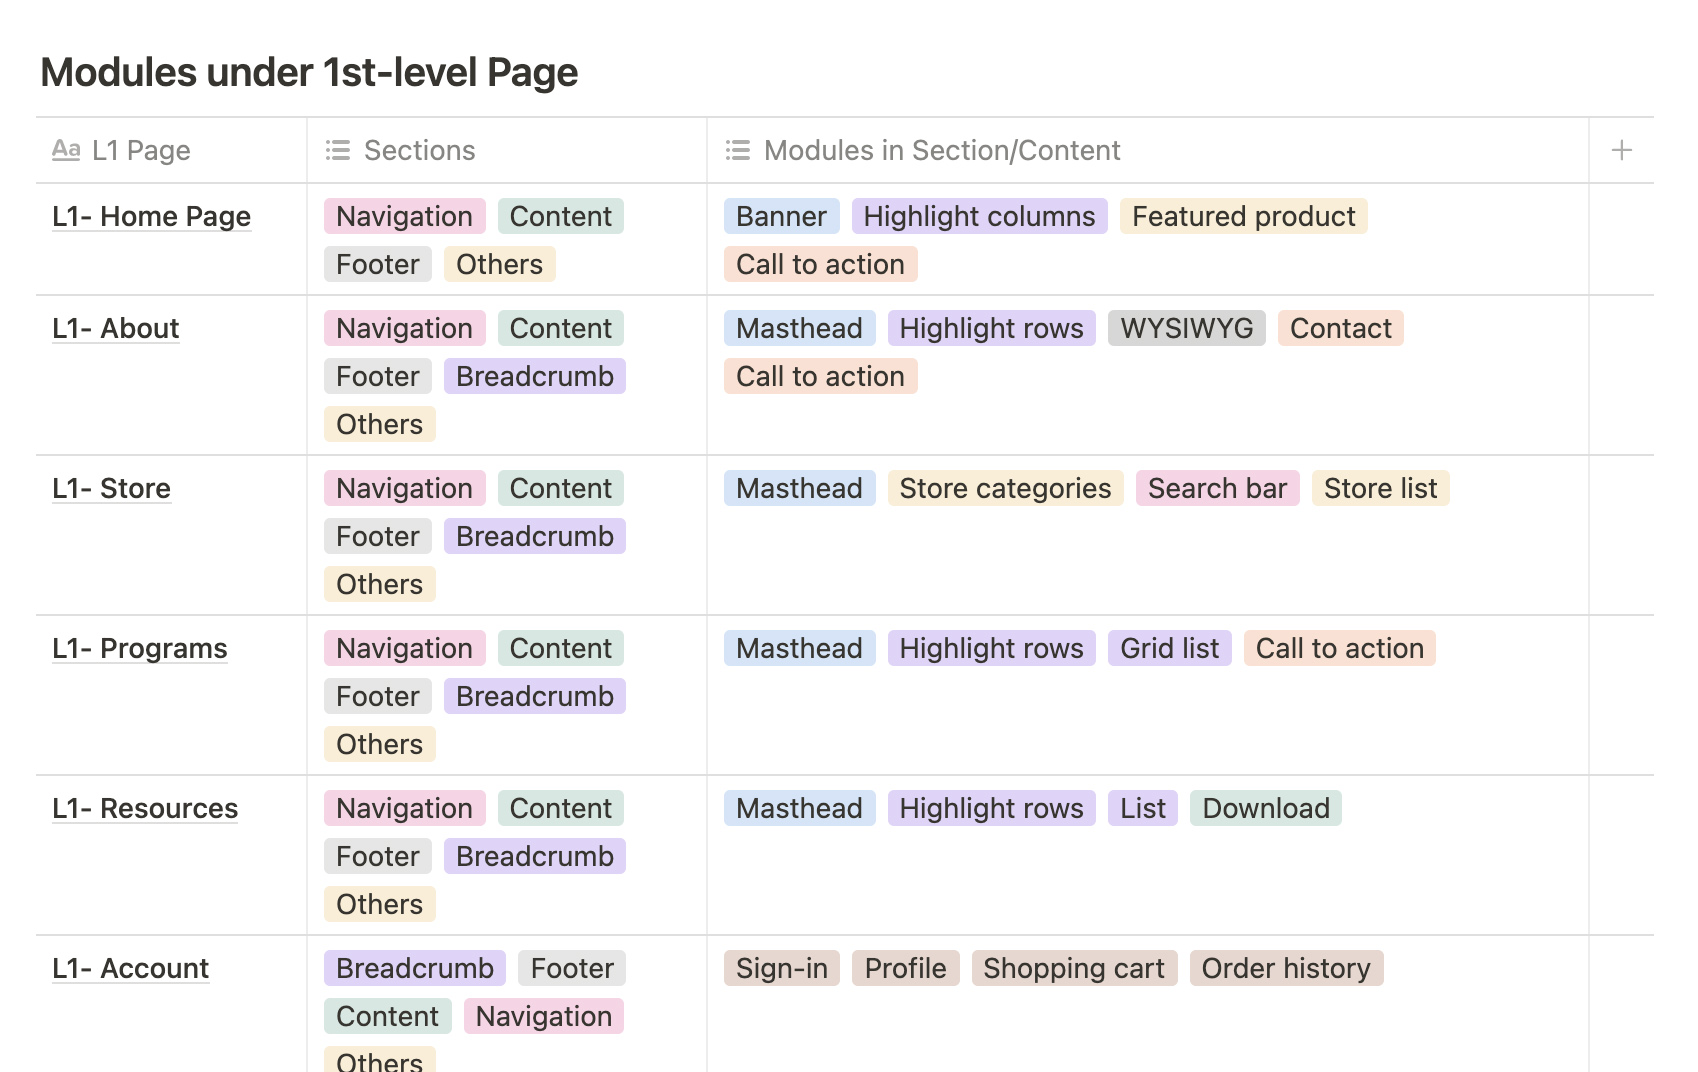 Modules under 1st-level Page
Aa L1 Page Sections Modules in Section/Content +
L1- Home Page Navigation Content Banner Highlight columns Featured product
Footer Others Call to action
L1- About Navigation Content Masthead Highlight rows WYSIWYG Contact
Footer Breadcrumb Call to action
Others
L1- Store Navigation Content Masthead Store categories Search bar Store list
Footer Breadcrumb
Others
L1- Programs Navigation Content Masthead Highlight rows Grid list Call to action
Footer Breadcrumb
Others
L1- Resources Navigation Content Masthead Highlight rows List Download
Footer Breadcrumb
Others
L1- Account Breadcrumb Footer Sign-in Profile Shopping cart Order history
Content Navigation
Others